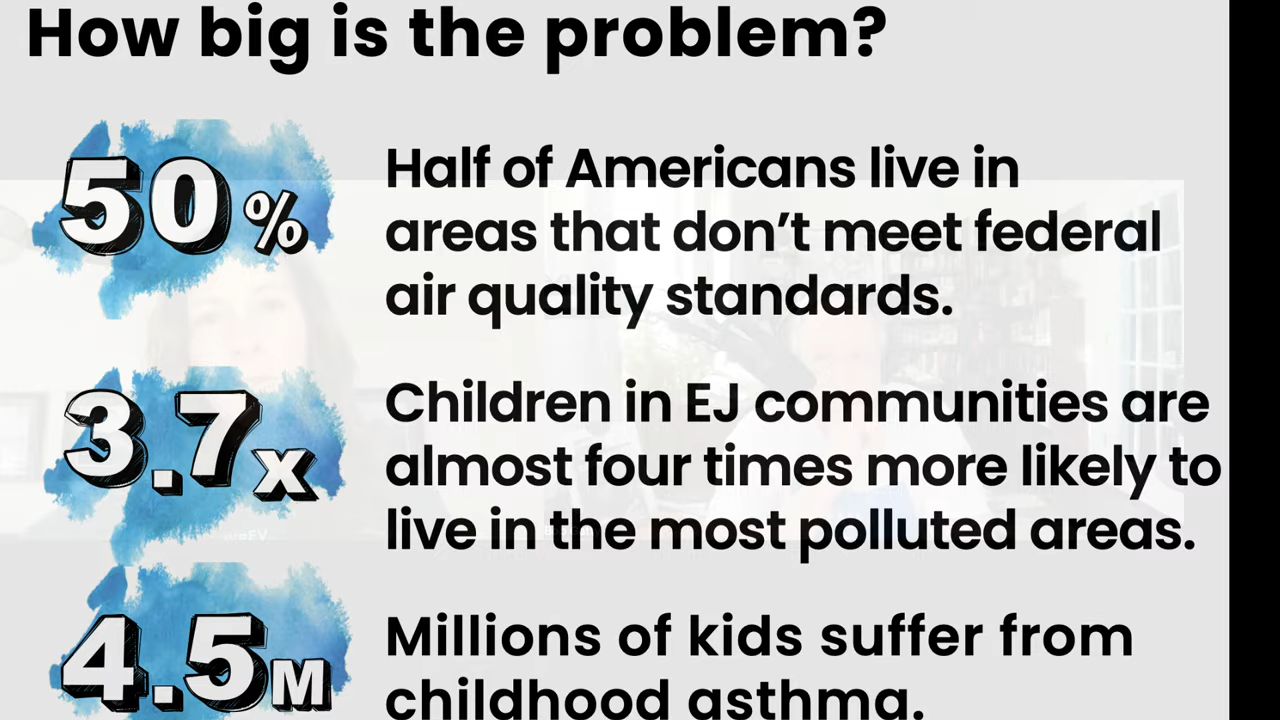 How big is the problem?
50%
Half of Americans live in
areas that don't meet federal
air quality standards.
3.7x
Children in EJ communities are
almost four times more likely to
live in the most polluted areas.
4.5M
Millions of kids suffer from
childhood asthma.